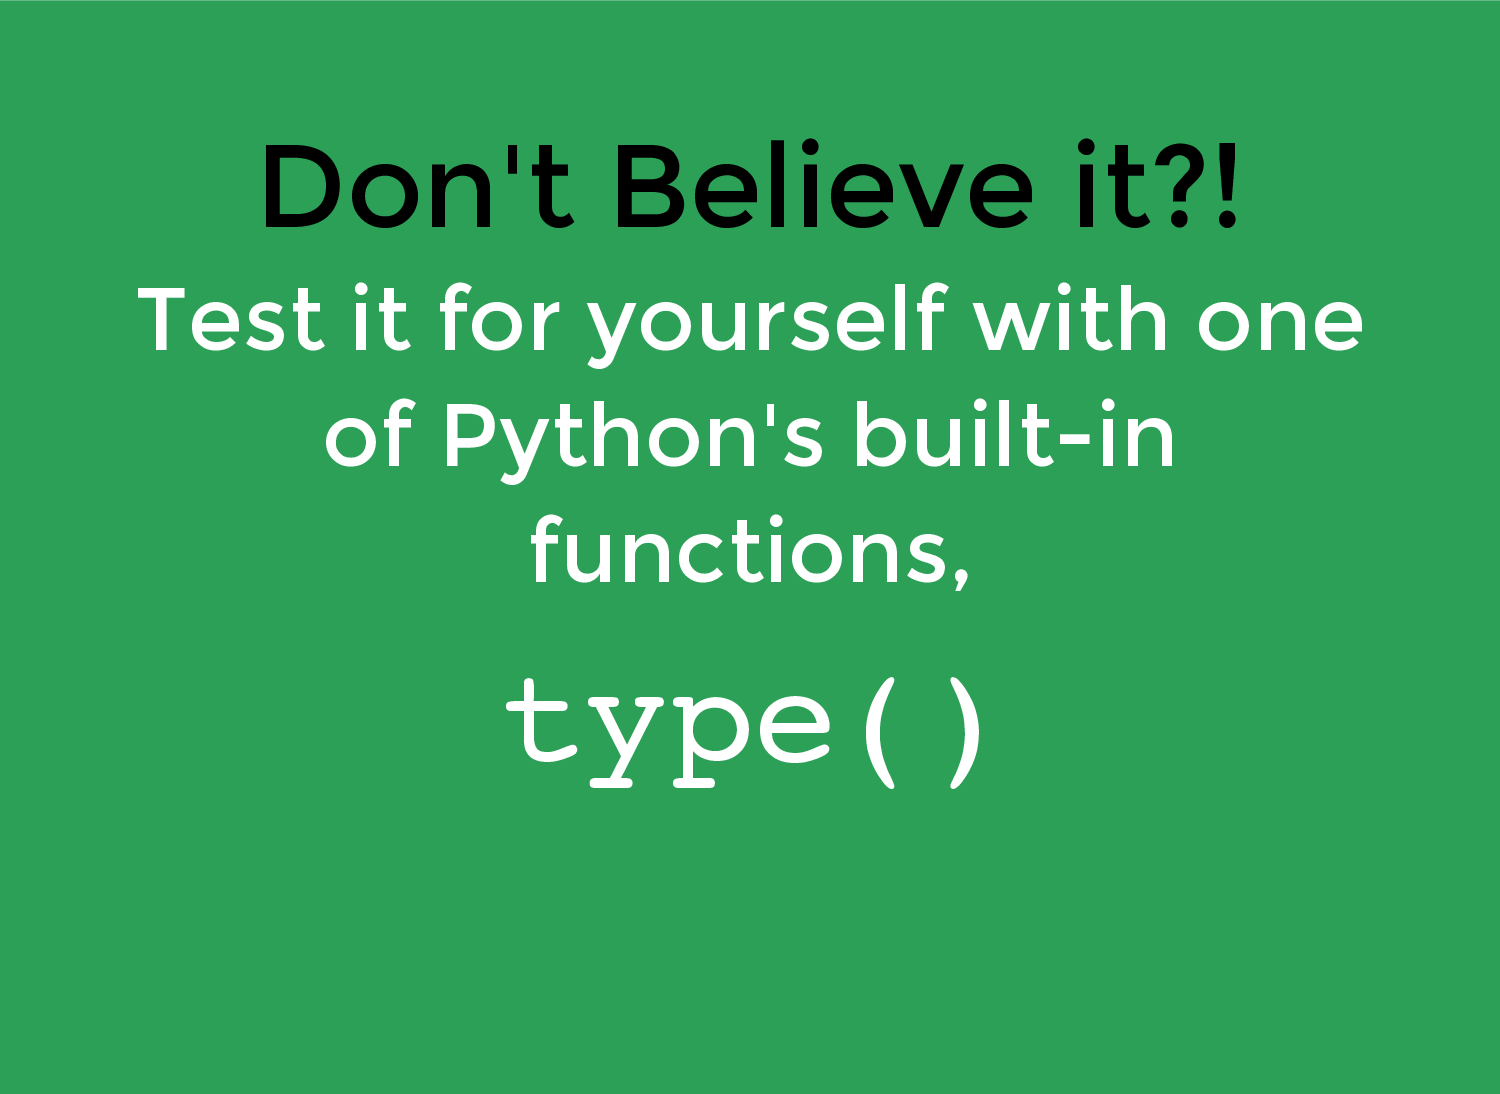 Don't Believe it?!
Test it for yourself with one
of Python's built-in
functions,
type()